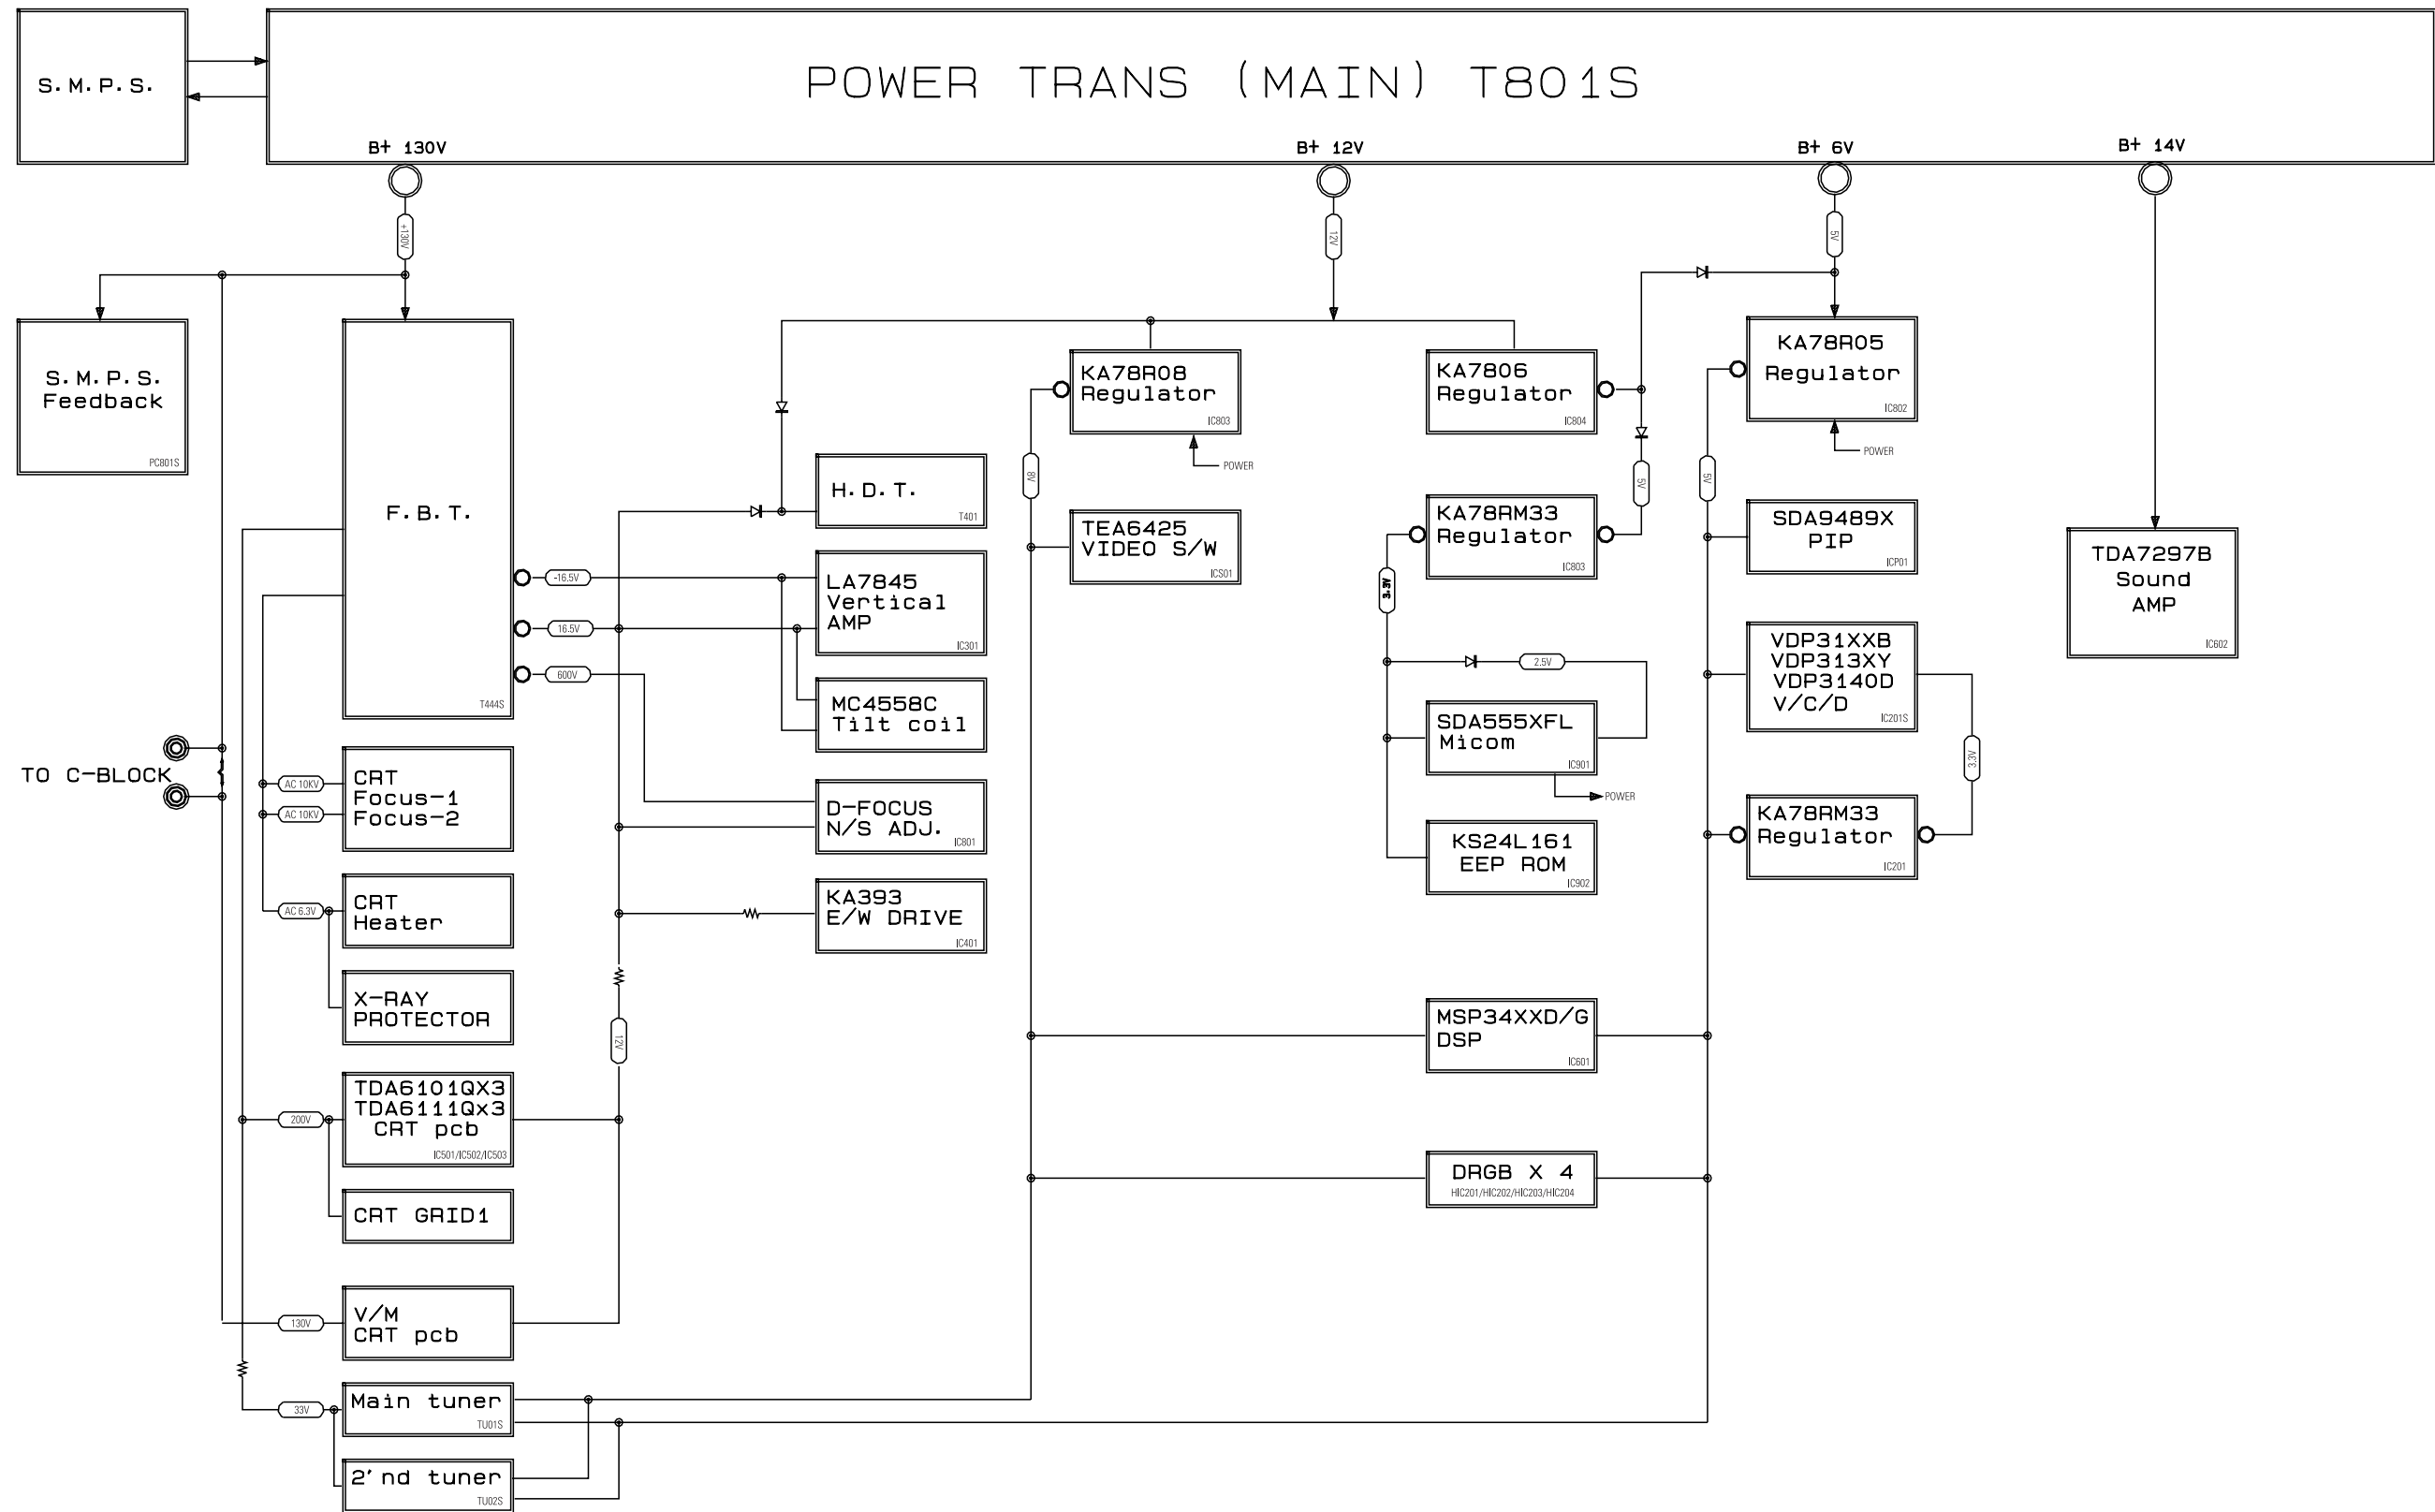 S.M.P.S.
POWER TRANS (MAIN) T801S
B+ 130V
B+ 12V
B+ 6V
B+ 14V
+130V
12V
5V
S.M.P.S.
Feedback
PC801S
F.B.T.
T444S
-16.5V
16.5V
600V
H.D.T.
T401
LA7845
Vertical
AMP
IC301
MC4558C
Tilt coil
D-FOCUS
N/S ADJ.
IC801
KA393
E/W DRIVE
IC401
12V
TO C-BLOCK
AC 10KV
AC 10KV
CRT
Focus-1
Focus-2
AC 6.3V
CRT
Heater
X-RAY
PROTECTOR
200V
TDA6101QX3
TDA6111Qx3
CRT pcb
IC501/IC502/IC503
CRT GRID1
130V
V/M
CRT pcb
33V
Main tuner
TU01S
2'nd tuner
TU02S
KA78R08
Regulator
IC803
POWER
8V
TEA6425
VIDEO S/W
ICS01
KA7806
Regulator
IC804
5V
KA78RM33
Regulator
IC803
3.3V
2.5V
SDA555XFL
Micom
IC901
POWER
KS24L161
EEP ROM
IC902
MSP34XXD/G
DSP
IC601
DRGB X 4
HIC201/HIC202/HIC203/HIC204
KA78R05
Regulator
IC802
POWER
5V
SDA9489X
PIP
ICP01
VDP31XXB
VDP313XY
VDP3140D
V/C/D
IC201S
3.3V
KA78RM33
Regulator
IC201
TDA7297B
Sound
AMP
IC602